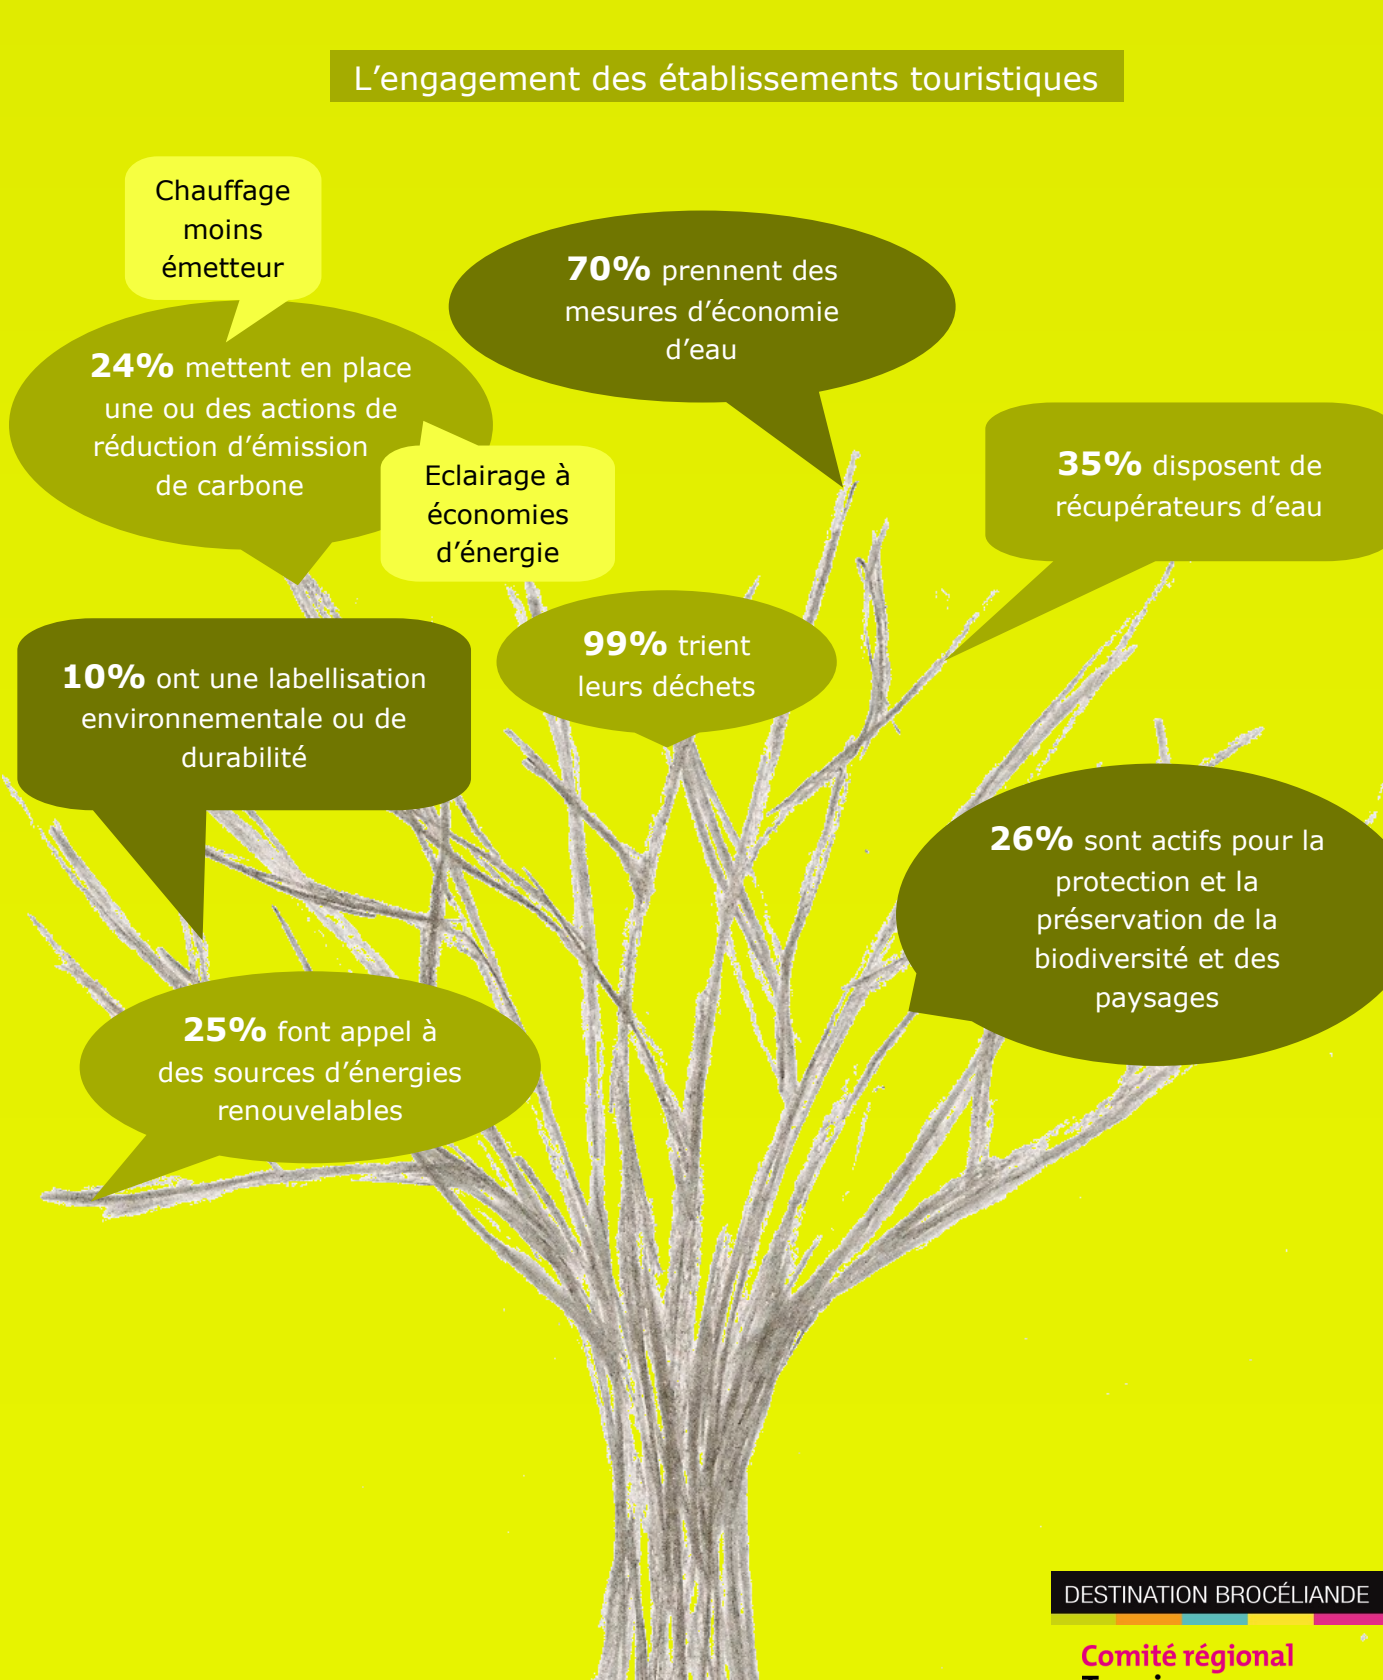 L’engagement des établissements touristiques
Chauffage
moins
émetteur
70% prennent des
mesures d’économie
d’eau
24% mettent en place
une ou des actions de
réduction d’émission
de carbone
Eclairage à
économies
d’énergie
35% disposent de
récupérateurs d’eau
99% trient
leurs déchets
10% ont une labellisation
environnementale ou de
durabilité
26% sont actifs pour la
protection et la
préservation de la
biodiversité et des
paysages
25% font appel à
des sources d’énergies
renouvelables
DESTINATION BROCÉLIANDE
Comité régional